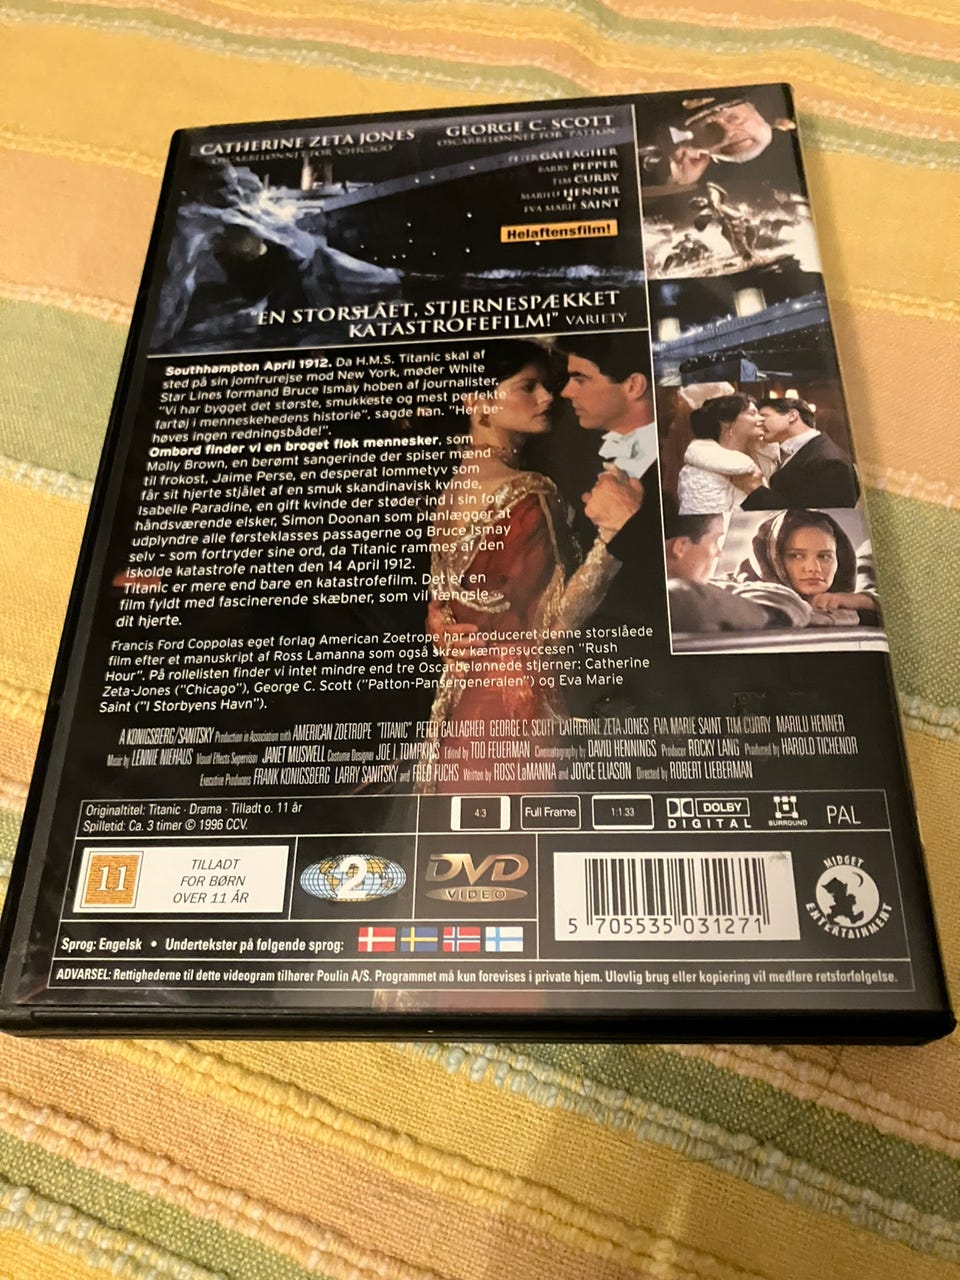 CATHERINE ZETA JONES
OSCARBELØNNET FOR 'CHICAGO'
GEORGE C. SCOTT
OSCARBELØNNET FOR 'PATTON'
PETER GALLAGHER
BARRY PEPPER
TIM CURRY
MARILU HENNER
EVA MARIE SAINT
Helaftensfilm!
"EN STORSLÅET, STJERNESPÆKKET
KATASTROFEFILM!" VARIETY
Southhampton April 1912. Da H.M.S. Titanic skal af
sted på sin jomfrurejse mod New York, møder White
Star Lines formand Bruce Ismay hoben af journalister.
"Vi har bygget det største, smukkeste og mest perfekte
fartøj i menneskehedens historie", sagde han. "Her be-
høves ingen redningsbåde!".
Ombord finder vi en broget flok mennesker, som
Molly Brown, en berømt sangerinde der spiser mænd
til frokost, Jaime Perse, en desperat lommetyv som
får sit hjerte stjålet af en smuk skandinavisk kvinde,
Isabelle Paradine, en gift kvinde der støder ind i sin for-
håndsværende elsker, Simon Doonan som planlægger at
udplyndre alle førsteklasses passagerne og Bruce Ismay
selv - som fortryder sine ord, da Titanic rammes af den
iskolde katastrofe natten den 14 April 1912.
Titanic er mere end bare en katastrofefilm. Det er en
film fyldt med fascinerende skæbner, som vil fængsle
dit hjerte.
Francis Ford Coppolas eget forlag American Zoetrope har produceret denne storslåede
film efter et manuskript af Ross Lamanna som også skrev kæmpesuccesen "Rush
Hour". På rollelisten finder vi intet mindre end tre Oscarbelønnede stjerner: Catherine
Zeta-Jones ("Chicago"), George C. Scott ("Patton-Pansergeneralen") og Eva Marie
Saint ("I Storbyens Havn").
A KONIGSBERG/SANITSKY Production in Association with AMERICAN ZOETROPE "TITANIC" PETER GALLAGHER GEORGE C. SCOTT CATHERINE ZETA JONES EVA MARIE SAINT TIM CURRY MARILU HENNER
Music by LENNIE NIEHAUS Visual Effects Supervisor JANET MUSWELL Costume Designer JOE I. TOMPKINS Edited by TOD FEUERMAN Cinematography by DAVID HENNINGS Producer ROCKY LANG Produced by HAROLD TICHENOR
Executive Producers FRANK KONIGSBERG LARRY SANITSKY and FRED FUCHS Written by ROSS LaMANNA and JOYCE ELIASON Directed by ROBERT LIEBERMAN
Originaltitel: Titanic · Drama · Tilladt o. 11 år
Spilletid: Ca. 3 timer © 1996 CCV.
4:3
Full Frame
1:1.33
DOLBY
DIGITAL
SURROUND
PAL
11
TILLADT
FOR BØRN
OVER 11 ÅR
2
DVD
VIDEO
5 705535 031271
MIDGET
ENTERTAINMENT
Sprog: Engelsk • Undertekster på følgende sprog:
ADVARSEL: Rettighederne til dette videogram tilhører Poulin A/S. Programmet må kun forevises i private hjem. Ulovlig brug eller kopiering vil medføre retsforfølgelse.